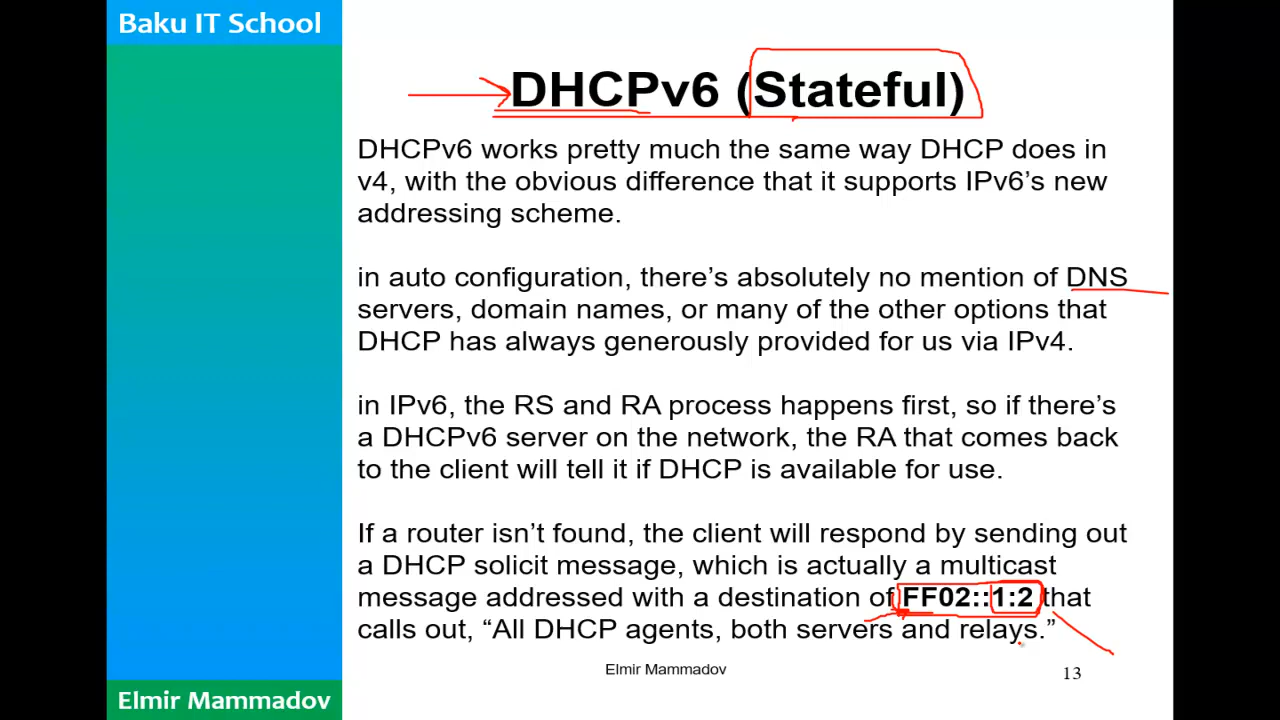 Baku IT School
DHCPv6 (Stateful)
DHCPv6 works pretty much the same way DHCP does in
v4, with the obvious difference that it supports IPv6’s new
addressing scheme.
in auto configuration, there’s absolutely no mention of DNS
servers, domain names, or many of the other options that
DHCP has always generously provided for us via IPv4.
in IPv6, the RS and RA process happens first, so if there’s
a DHCPv6 server on the network, the RA that comes back
to the client will tell it if DHCP is available for use.
If a router isn’t found, the client will respond by sending out
a DHCP solicit message, which is actually a multicast
message addressed with a destination of FF02::1:2 that
calls out, “All DHCP agents, both servers and relays.”
Elmir Mammadov
13
Elmir Mammadov